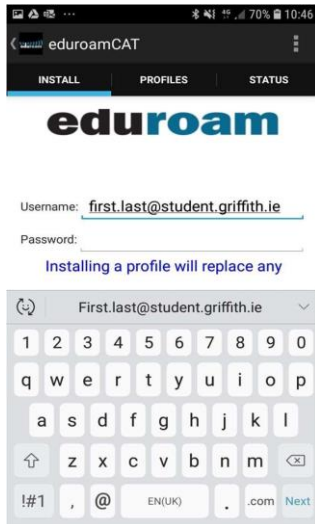 70% 10:46
eduroamCAT
INSTALL PROFILES STATUS
eduroam
Username: first.last@student.griffith.ie
Password:
Installing a profile will replace any
First.last@student.griffith.ie
1 2 3 4 5 6 7 8 9 0
q w e r t y u i o p
a s d f g h j k l
z x c v b n m
!#1 , @ EN(UK) . .com Next